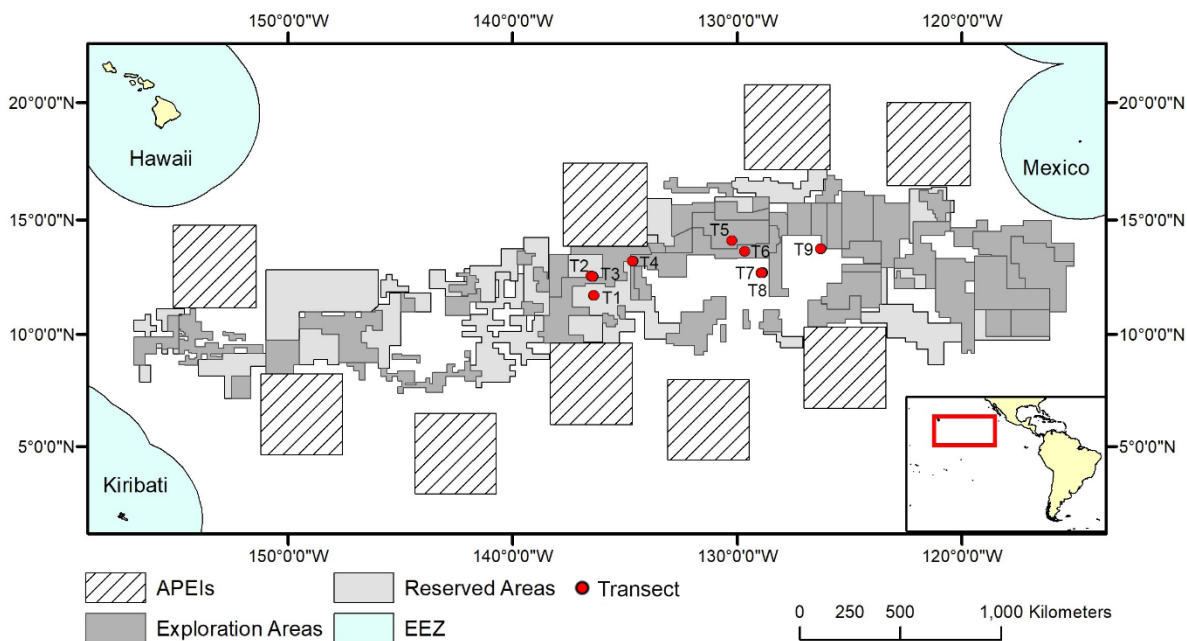 150°0'0"W 140°0'0"W 130°0'0"W 120°0'0"W
20°0'0"N 20°0'0"N
Hawaii Mexico
15°0'0"N 15°0'0"N
T5
T6 T9
T2 T3 T4
T7
T1 T8
10°0'0"N 10°0'0"N
5°0'0"N 5°0'0"N
Kiribati
150°0'0"W 140°0'0"W 130°0'0"W 120°0'0"W
APEIs Reserved Areas Transect
Exploration Areas EEZ
0 250 500 1,000 Kilometers